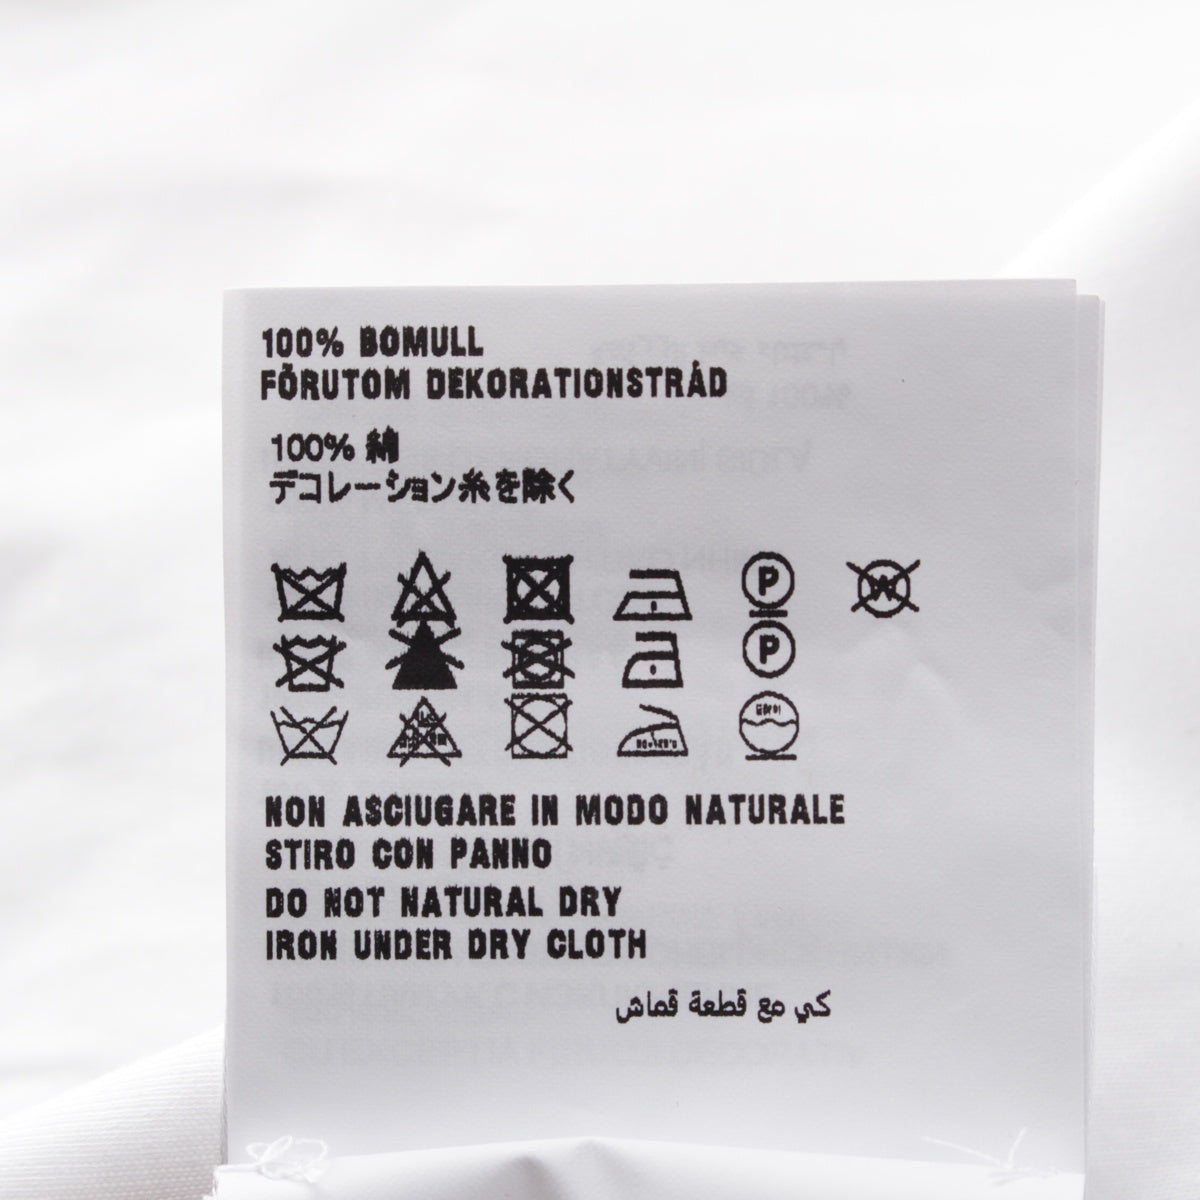 100% BOMULL
FÖRUTOM DEKORATIONSTRÅD
100% 綿
デコレーション糸を除く
P
W
P
NON ASCIUGARE IN MODO NATURALE
STIRO CON PANNO
DO NOT NATURAL DRY
IRON UNDER DRY CLOTH
كي مع قطعة قماش